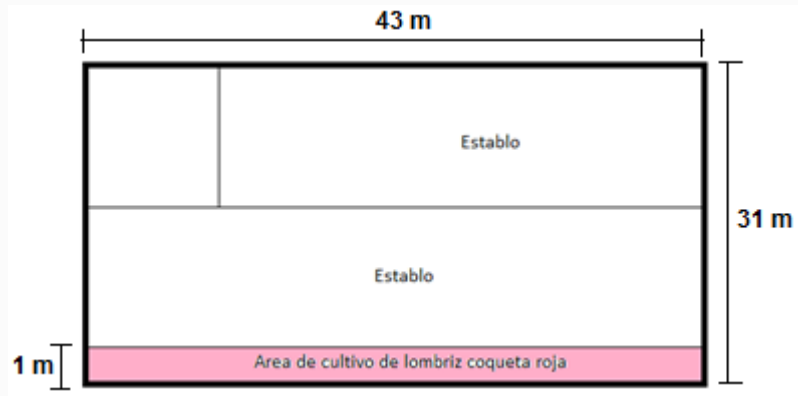 43 m
Establo
31 m
Establo
1 m
Area de cultivo de lombriz coqueta roja